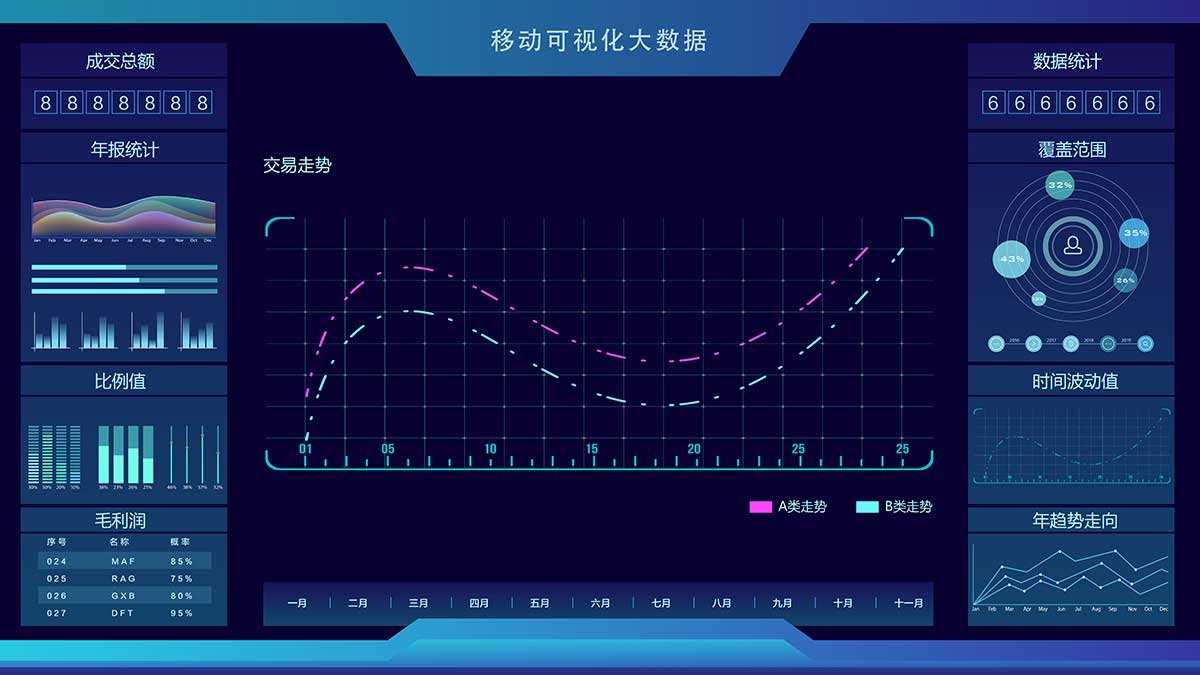 移动可视化大数据
成交总额
8 8 8 8 8 8 8
年报统计
Jan Feb Mar Apr May Jun Jul Aug Sep Oct Nov Dec
比例值
30% 50% 20% 10% 36% 23% 26% 21% 46% 38% 57% 32%
毛利润
序号 名称 概率
024 MAF 85%
025 RAG 75%
026 GXB 80%
027 DFT 95%
交易走势
01 05 10 15 20 25 25
A类走势 B类走势
一月 二月 三月 四月 五月 六月 七月 八月 九月 十月 十一月
数据统计
6 6 6 6 6 6 6
覆盖范围
32%
35%
43%
26%
2016 2017 2018 2019
时间波动值
年趋势走向
Jan Feb Mar Apr May Jun Jul Aug Sep Oct Nov Dec